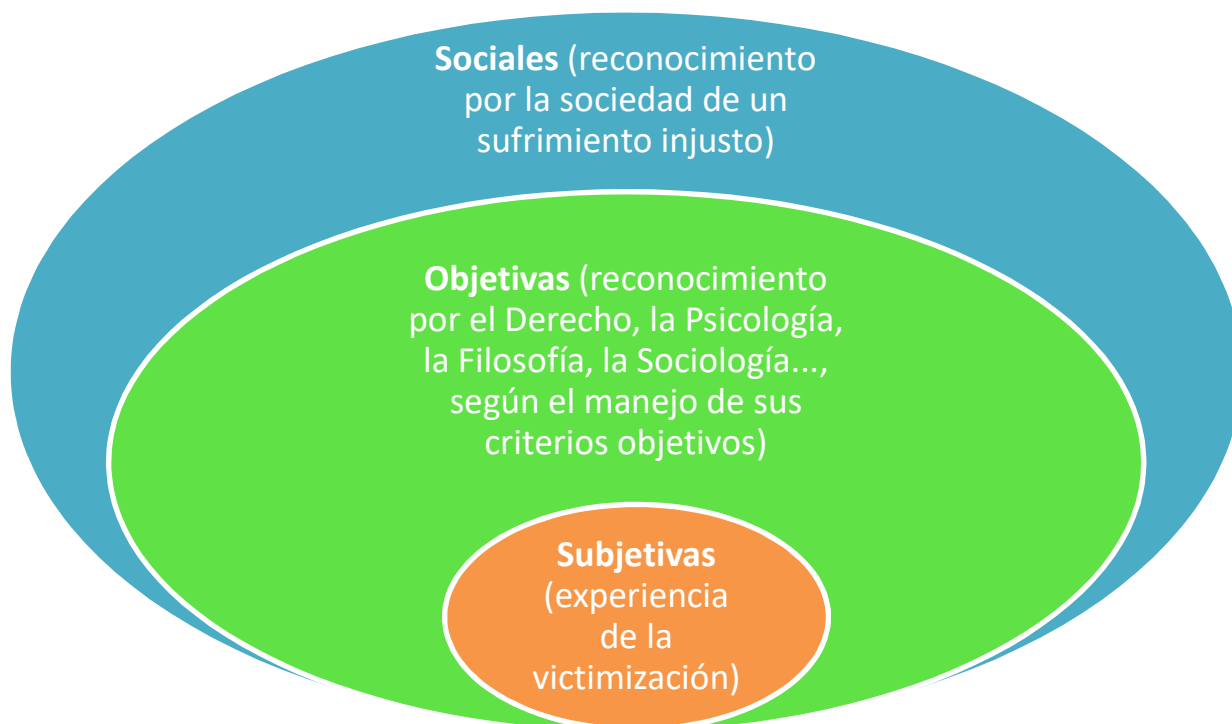 Sociales (reconocimiento
por la sociedad de un
sufrimiento injusto)
Objetivas (reconocimiento
por el Derecho, la Psicología,
la Filosofía, la Sociología...,
según el manejo de sus
criterios objetivos)
Subjetivas
(experiencia
de la
victimización)